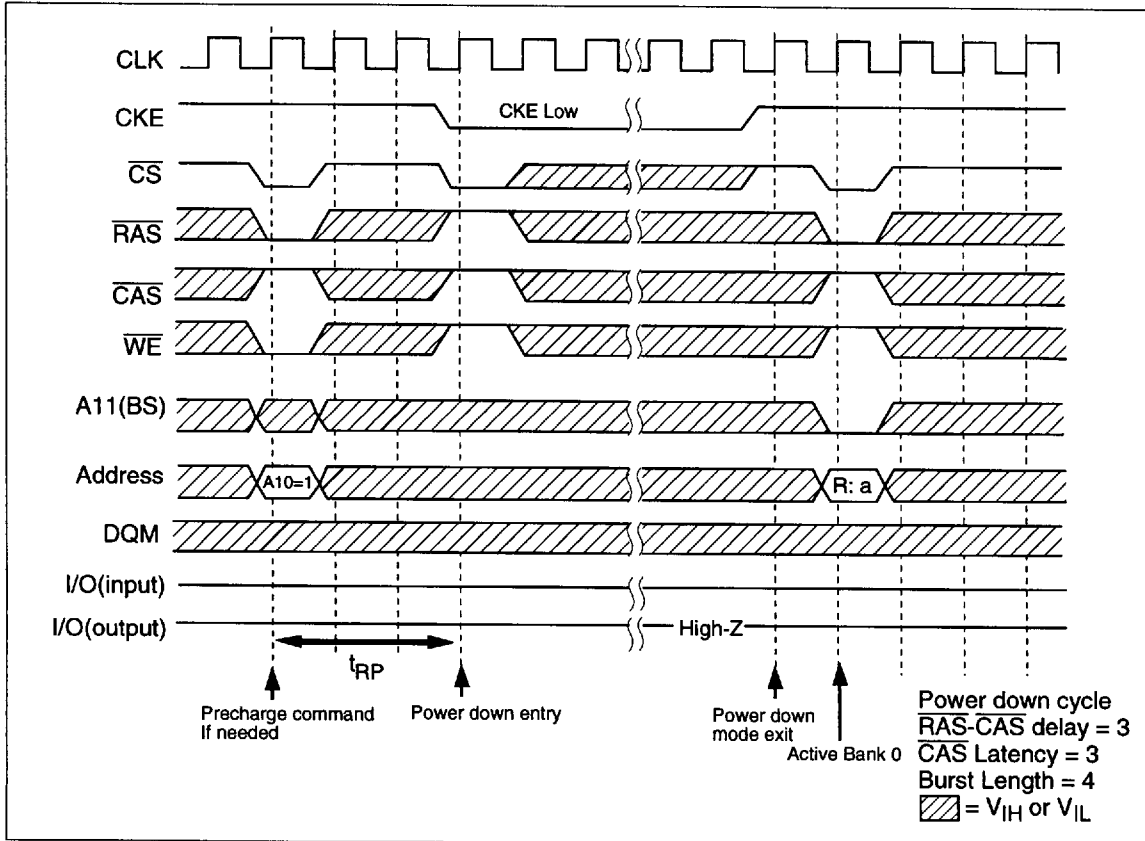 CLK
CKE
CKE Low
CS
RAS
CAS
WE
A11(BS)
Address
A10=1
R: a
DQM
I/O(input)
I/O(output)
High-Z
tRP
Precharge command
If needed
Power down entry
Power down
mode exit
Active Bank 0
Power down cycle
RAS-CAS delay = 3
CAS Latency = 3
Burst Length = 4
= VIH or VIL